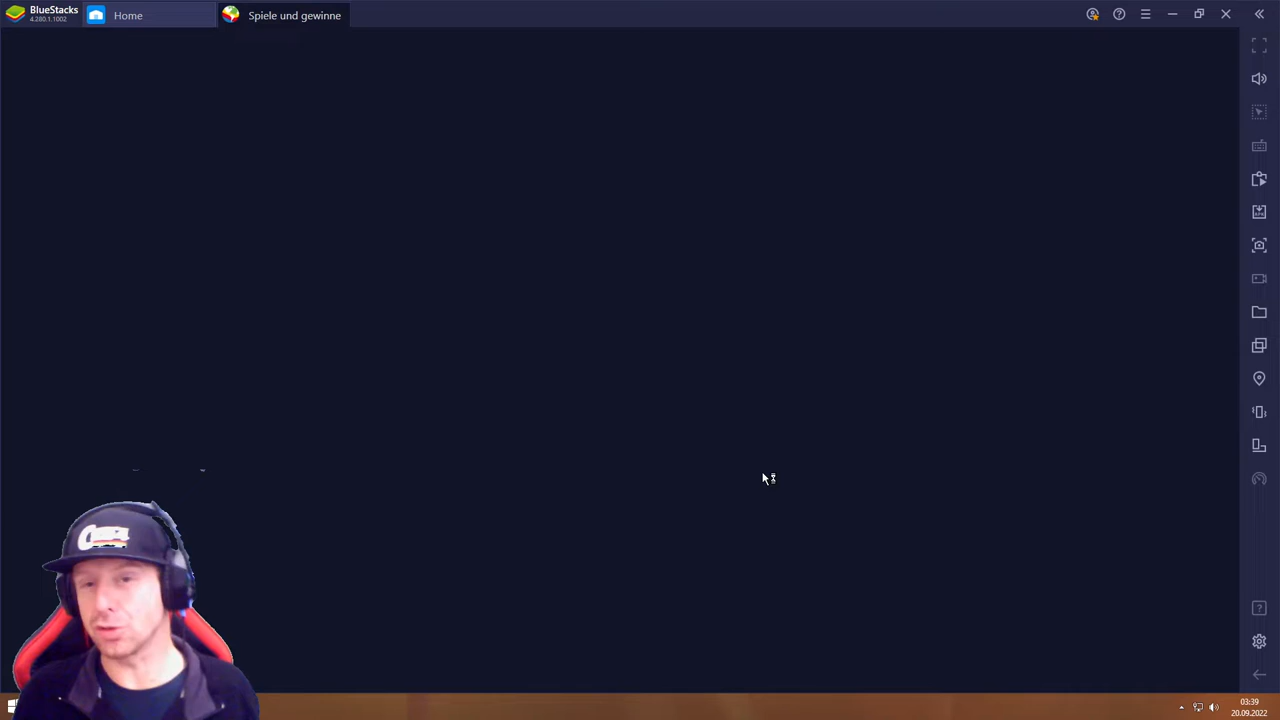 BlueStacks
4.280.1.1002
Home
Spiele und gewinne
03:39
20.09.2022